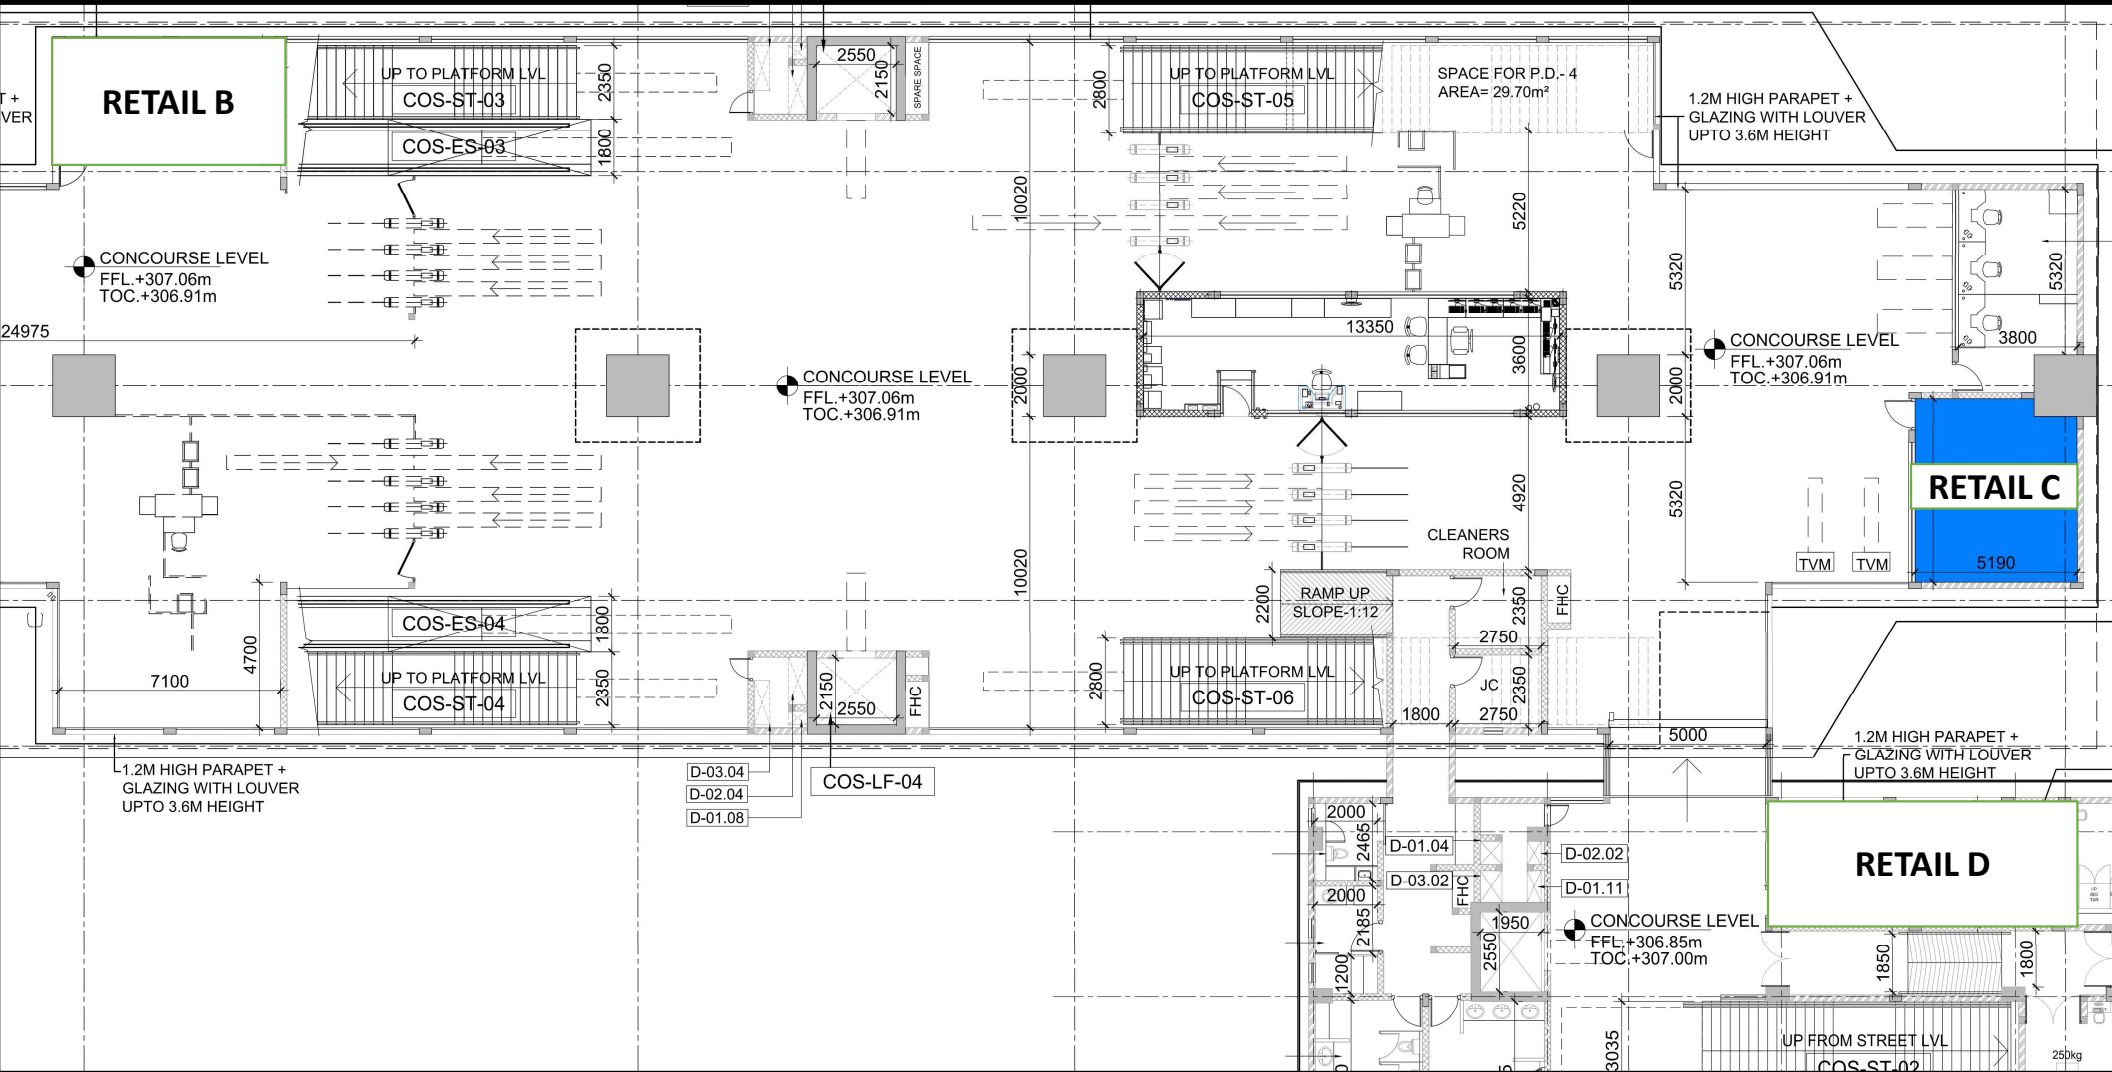 RETAIL B
T +
VER
UP TO PLATFORM LVL
COS-ST-03
COS-ES-03
2350
1800
2550
2150
SPARE SPACE
10020
2800
UP TO PLATFORM LVL
COS-ST-05
SPACE FOR P.D.- 4
AREA= 29.70m²
1.2M HIGH PARAPET +
GLAZING WITH LOUVER
UPTO 3.6M HEIGHT
5220
5320
5320
CONCOURSE LEVEL
FFL.+307.06m
TOC.+306.91m
24975
CONCOURSE LEVEL
FFL.+307.06m
TOC.+306.91m
2000
13350
3600
2000
CONCOURSE LEVEL
FFL.+307.06m
TOC.+306.91m
3800
RETAIL C
5190
5320
TVM
TVM
4920
CLEANERS
ROOM
10020
2200
RAMP UP
SLOPE-1:12
2350
2750
FHC
COS-ES-04
1800
4700
7100
UP TO PLATFORM LVL
COS-ST-04
2350
2150
2550
FHC
2800
UP TO PLATFORM LVL
COS-ST-06
JC
2350
1800
2750
5000
1.2M HIGH PARAPET +
GLAZING WITH LOUVER
UPTO 3.6M HEIGHT
D-03.04
D-02.04
D-01.08
COS-LF-04
1.2M HIGH PARAPET +
GLAZING WITH LOUVER
UPTO 3.6M HEIGHT
2000
2465
D-01.04
D-03.02
FHC
D-02.02
D-01.11
2000
2185
1950
2550
1200
CONCOURSE LEVEL
FFL.+306.85m
TOC.+307.00m
RETAIL D
1850
1800
3035
UP FROM STREET LVL
COS-ST-02
250kg